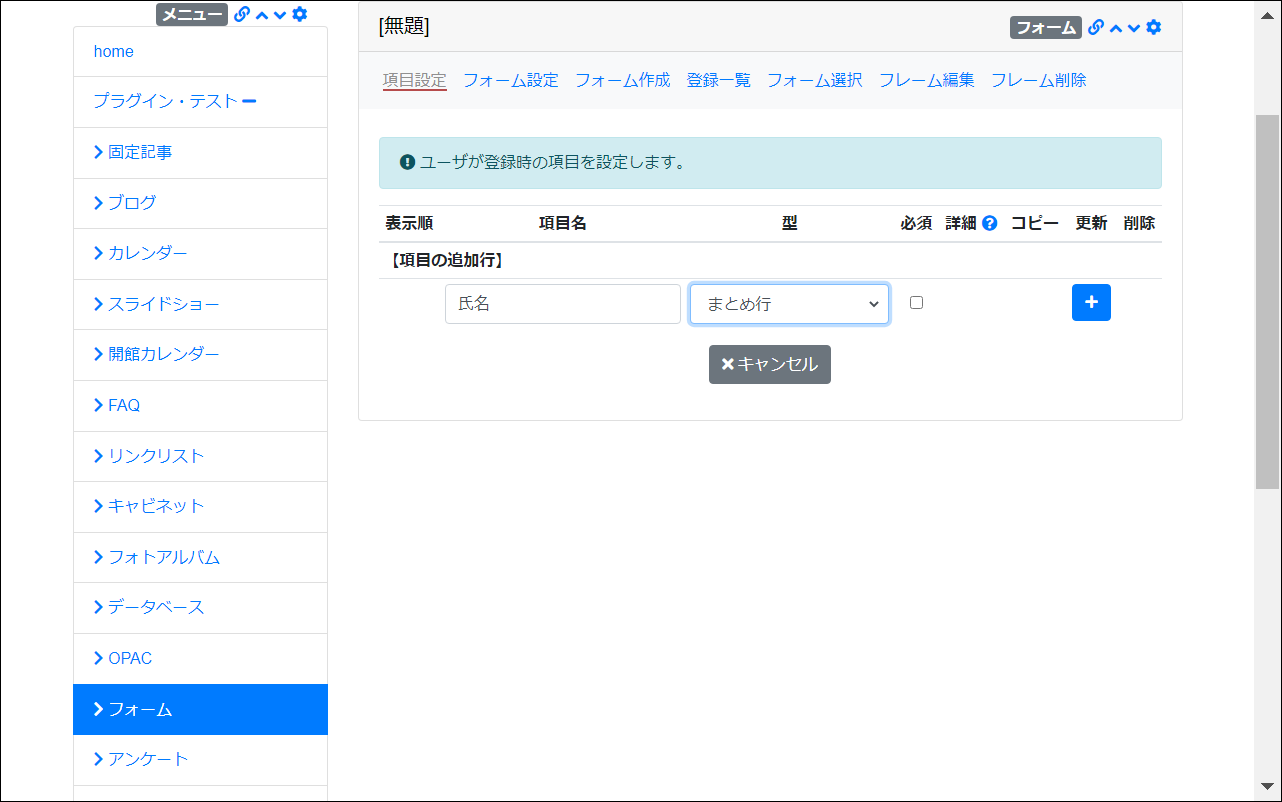 メニュー
home
プラグイン・テスト
固定記事
ブログ
カレンダー
スライドショー
開館カレンダー
FAQ
リンクリスト
キャビネット
フォトアルバム
データベース
OPAC
フォーム
アンケート
[無題] フォーム
項目設定 フォーム設定 フォーム作成 登録一覧 フォーム選択 フレーム編集 フレーム削除
ユーザが登録時の項目を設定します。
表示順 項目名 型 必須 詳細 コピー 更新 削除
【項目の追加行】
氏名 まとめ行
キャンセル